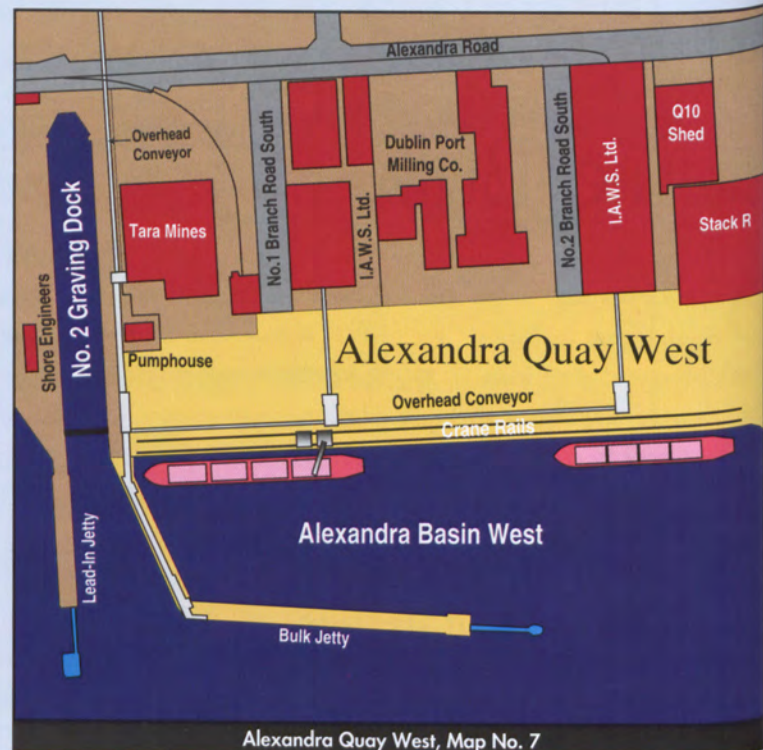 Alexandra Road
Overhead
Conveyor
No. 2 Graving Dock
Shore Engineers
Tara Mines
No.1 Branch Road South
I.A.W.S. Ltd.
Dublin Port
Milling Co.
No.2 Branch Road South
I.A.W.S. Ltd.
Q10
Shed
Stack R
Pumphouse
Alexandra Quay West
Overhead Conveyor
Crane Rails
Alexandra Basin West
Lead-In Jetty
Bulk Jetty
Alexandra Quay West, Map No. 7